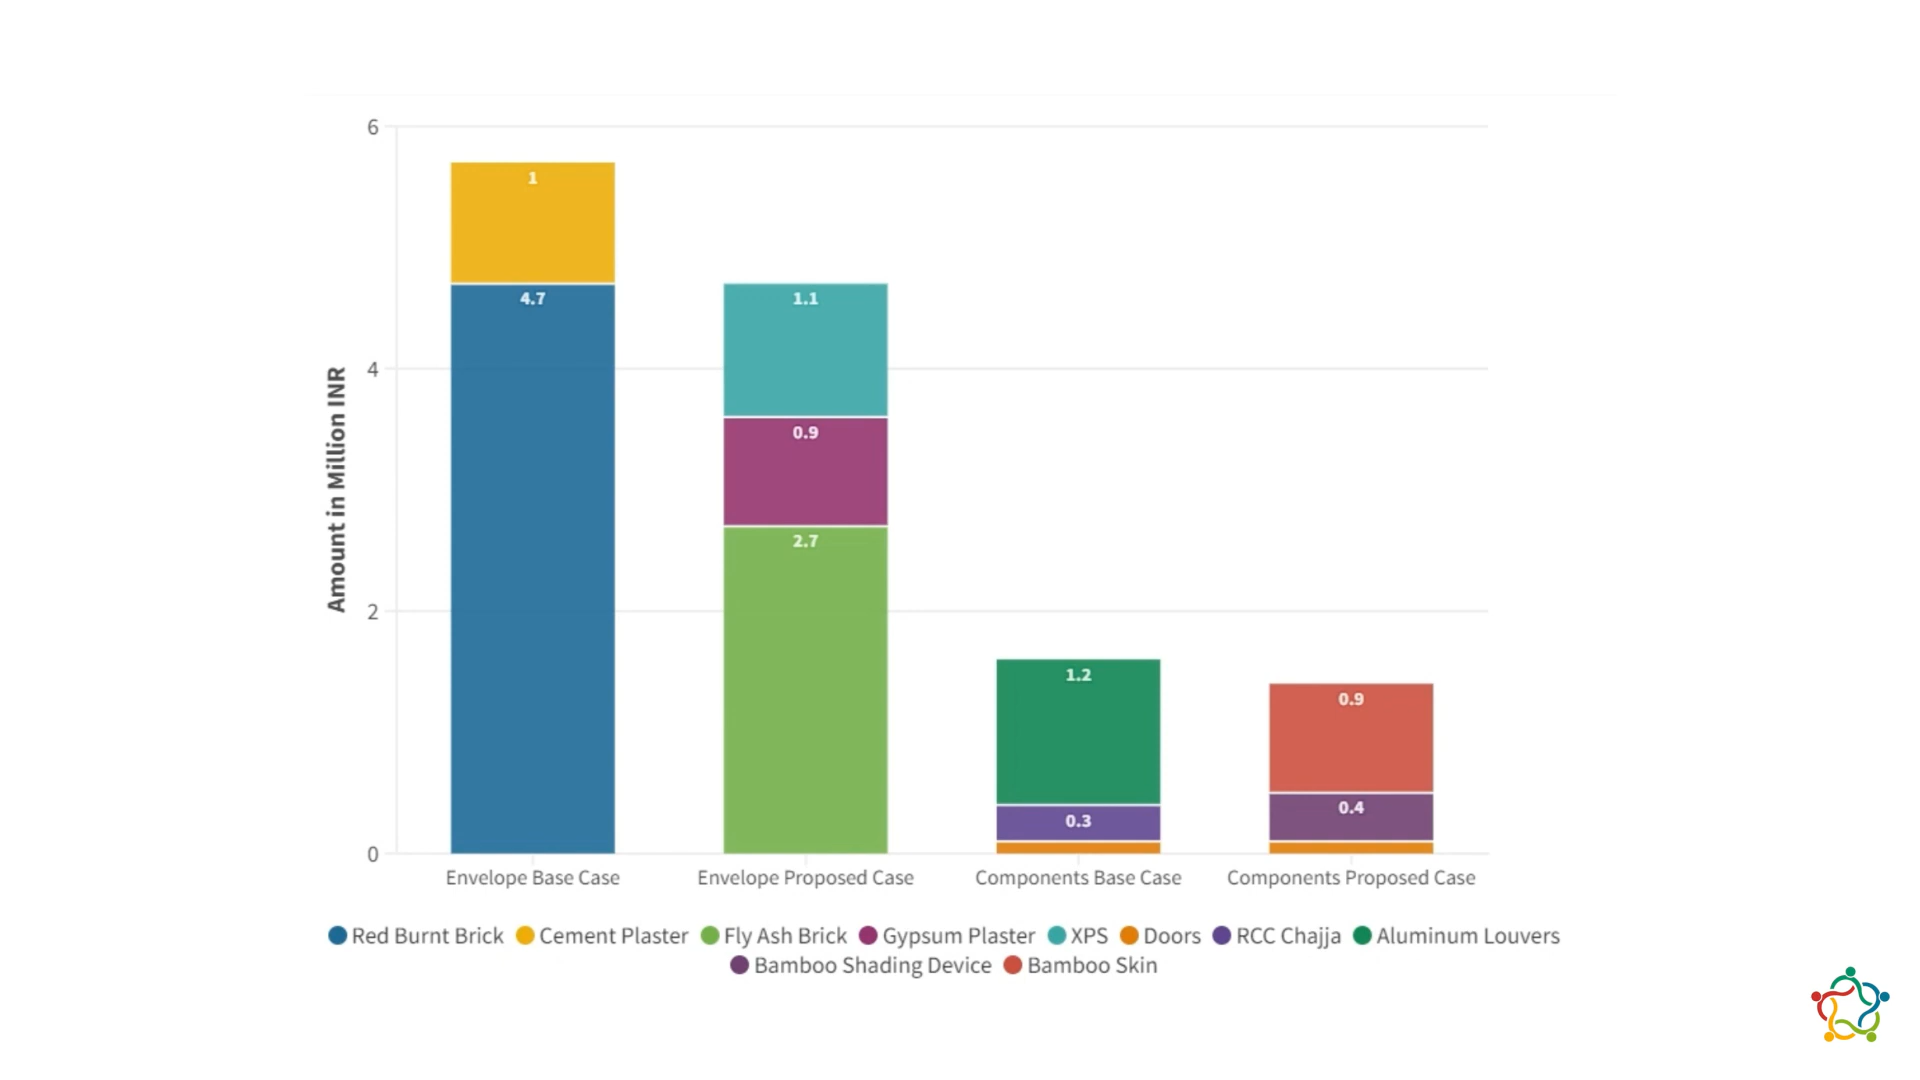 6
4
2
0
Amount in Million INR
1
4.7
1.1
0.9
2.7
1.2
0.3
0.9
0.4
Envelope Base Case
Envelope Proposed Case
Components Base Case
Components Proposed Case
Red Burnt Brick Cement Plaster Fly Ash Brick Gypsum Plaster XPS Doors RCC Chajja Aluminum Louvers
Bamboo Shading Device Bamboo Skin